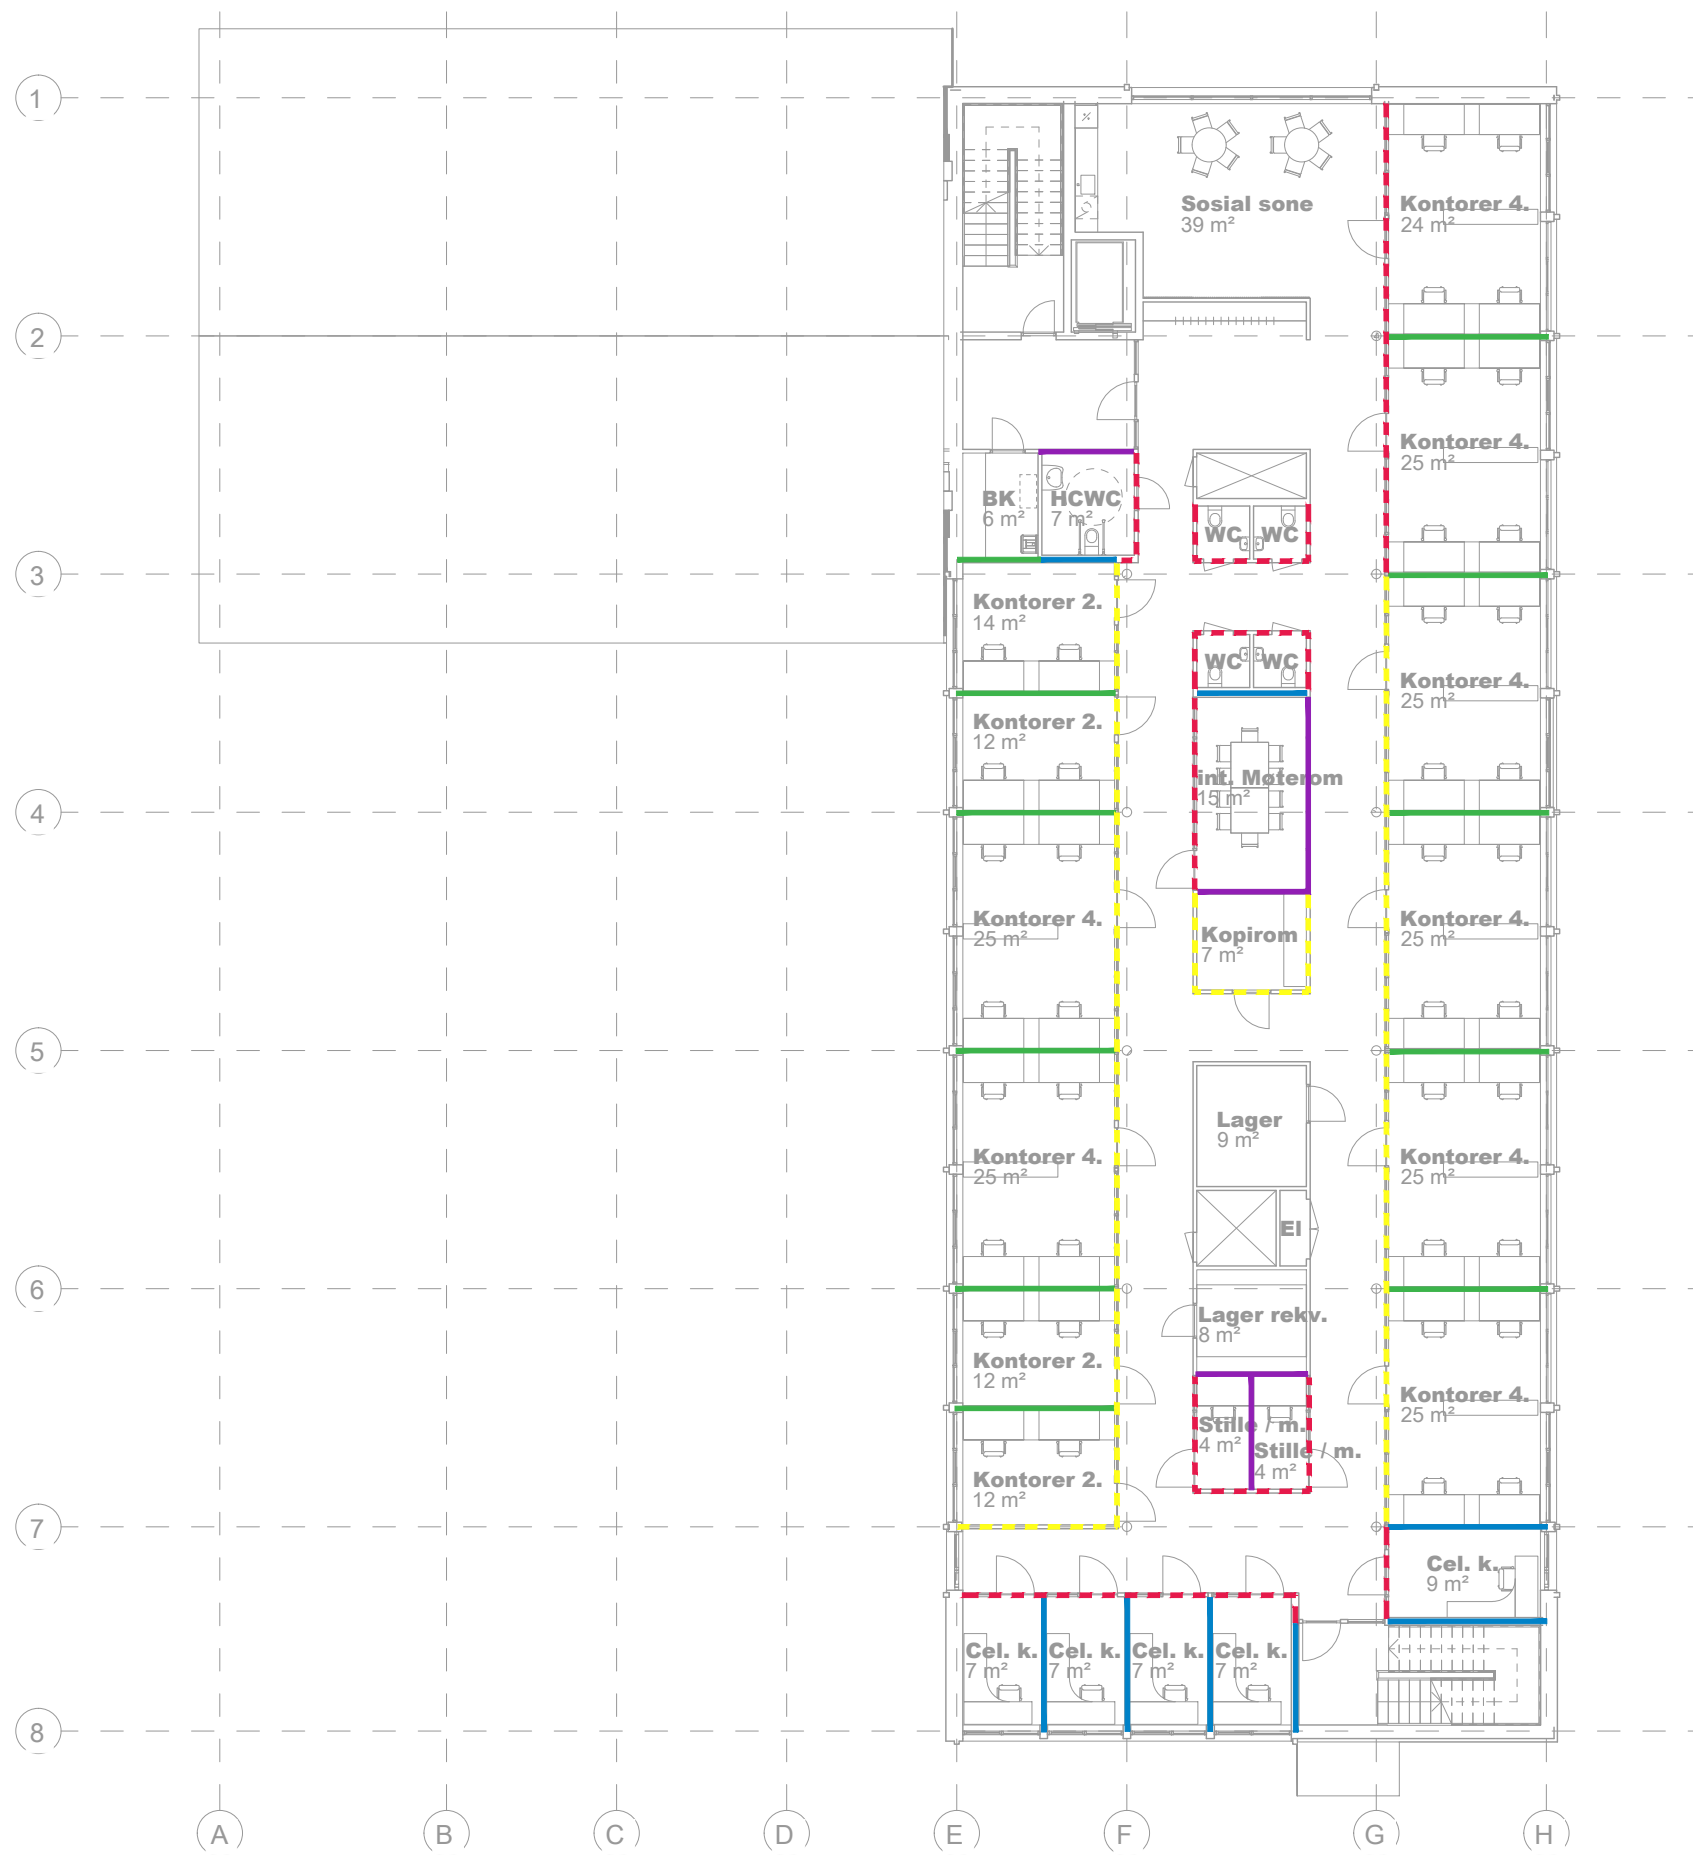 1
Sosial sone
39 m²
Kontorer 4.
24 m²
2
Kontorer 4.
25 m²
BK
6 m²
HCWC
7 m²
WC
WC
3
Kontorer 2.
14 m²
WC
WC
Kontorer 4.
25 m²
Kontorer 2.
12 m²
int. Møterom
15 m²
4
Kontorer 4.
25 m²
Kopirom
7 m²
Kontorer 4.
25 m²
5
Lager
9 m²
Kontorer 4.
25 m²
Kontorer 4.
25 m²
El
6
Lager rekv.
8 m²
Kontorer 2.
12 m²
Kontorer 4.
25 m²
Stille / m.
4 m²
Stille / m.
4 m²
Kontorer 2.
12 m²
7
Cel. k.
9 m²
Cel. k.
7 m²
Cel. k.
7 m²
Cel. k.
7 m²
Cel. k.
7 m²
8
A
B
C
D
E
F
G
H